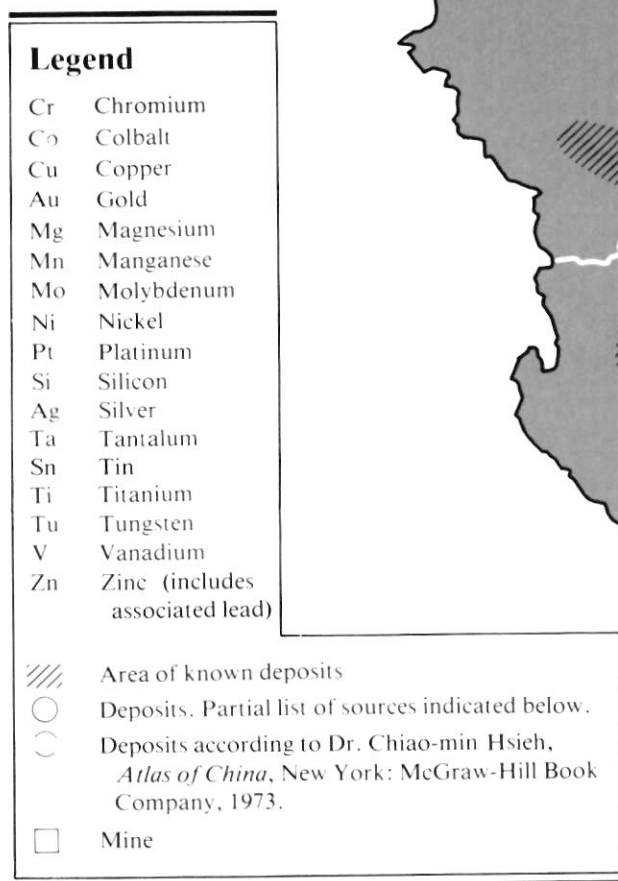 Legend
Cr Chromium
Co Colbalt
Cu Copper
Au Gold
Mg Magnesium
Mn Manganese
Mo Molybdenum
Ni Nickel
Pt Platinum
Si Silicon
Ag Silver
Ta Tantalum
Sn Tin
Ti Titanium
Tu Tungsten
V Vanadium
Zn Zinc (includes
associated lead)
Area of known deposits
Deposits. Partial list of sources indicated below.
Deposits according to Dr. Chiao-min Hsieh,
Atlas of China, New York: McGraw-Hill Book
Company, 1973.
Mine